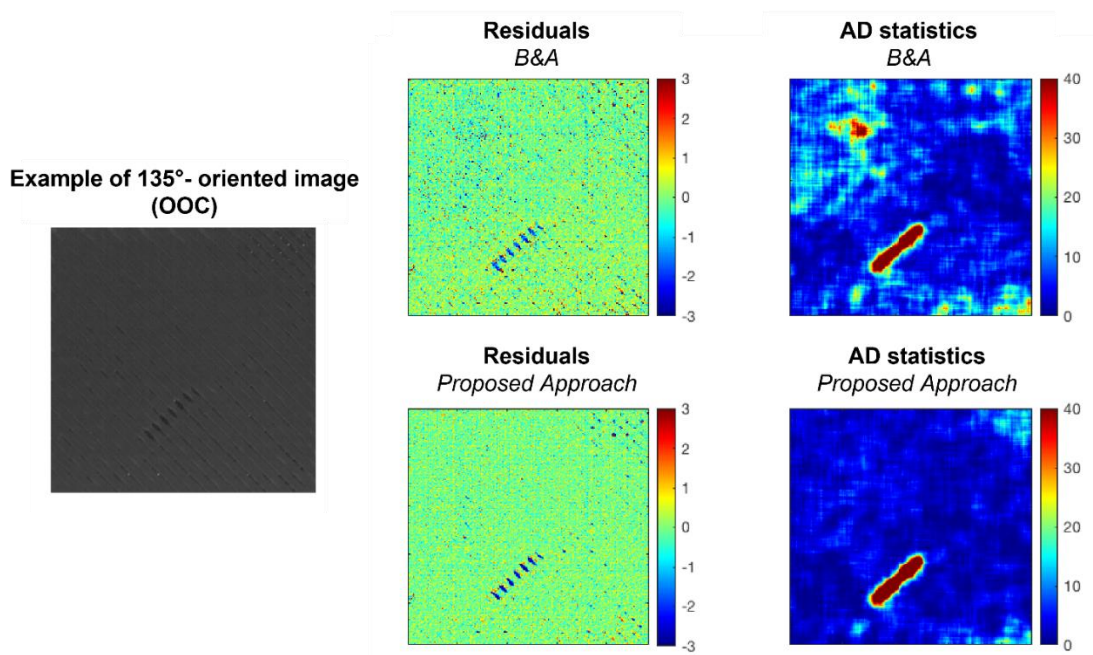 Example of 135°- oriented image
(OOC)
Residuals
B&A
3
2
1
0
-1
-2
-3
AD statistics
B&A
40
30
20
10
0
Residuals
Proposed Approach
3
2
1
0
-1
-2
-3
AD statistics
Proposed Approach
40
30
20
10
0